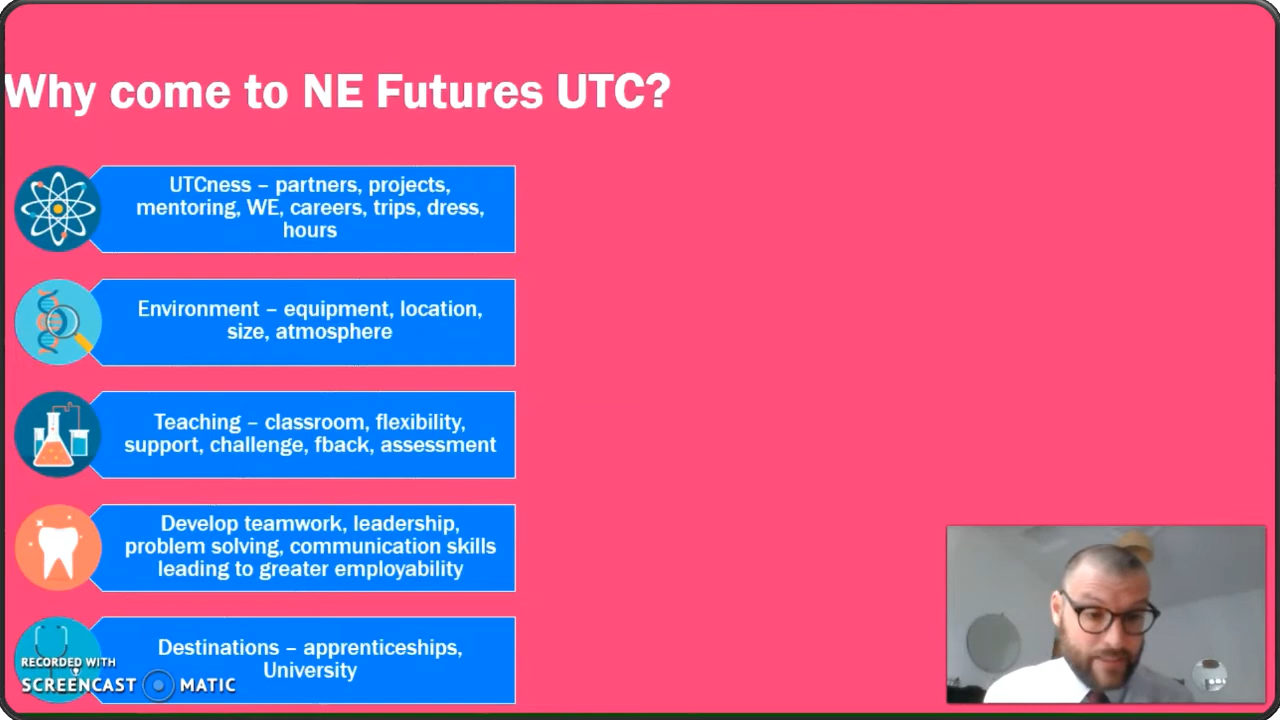 Why come to NE Futures UTC?
UTCness – partners, projects,
mentoring, WE, careers, trips, dress,
hours
Environment – equipment, location,
size, atmosphere
Teaching – classroom, flexibility,
support, challenge, fback, assessment
Develop teamwork, leadership,
problem solving, communication skills
leading to greater employability
Destinations – apprenticeships,
University
RECORDED WITH
SCREENCAST MATIC